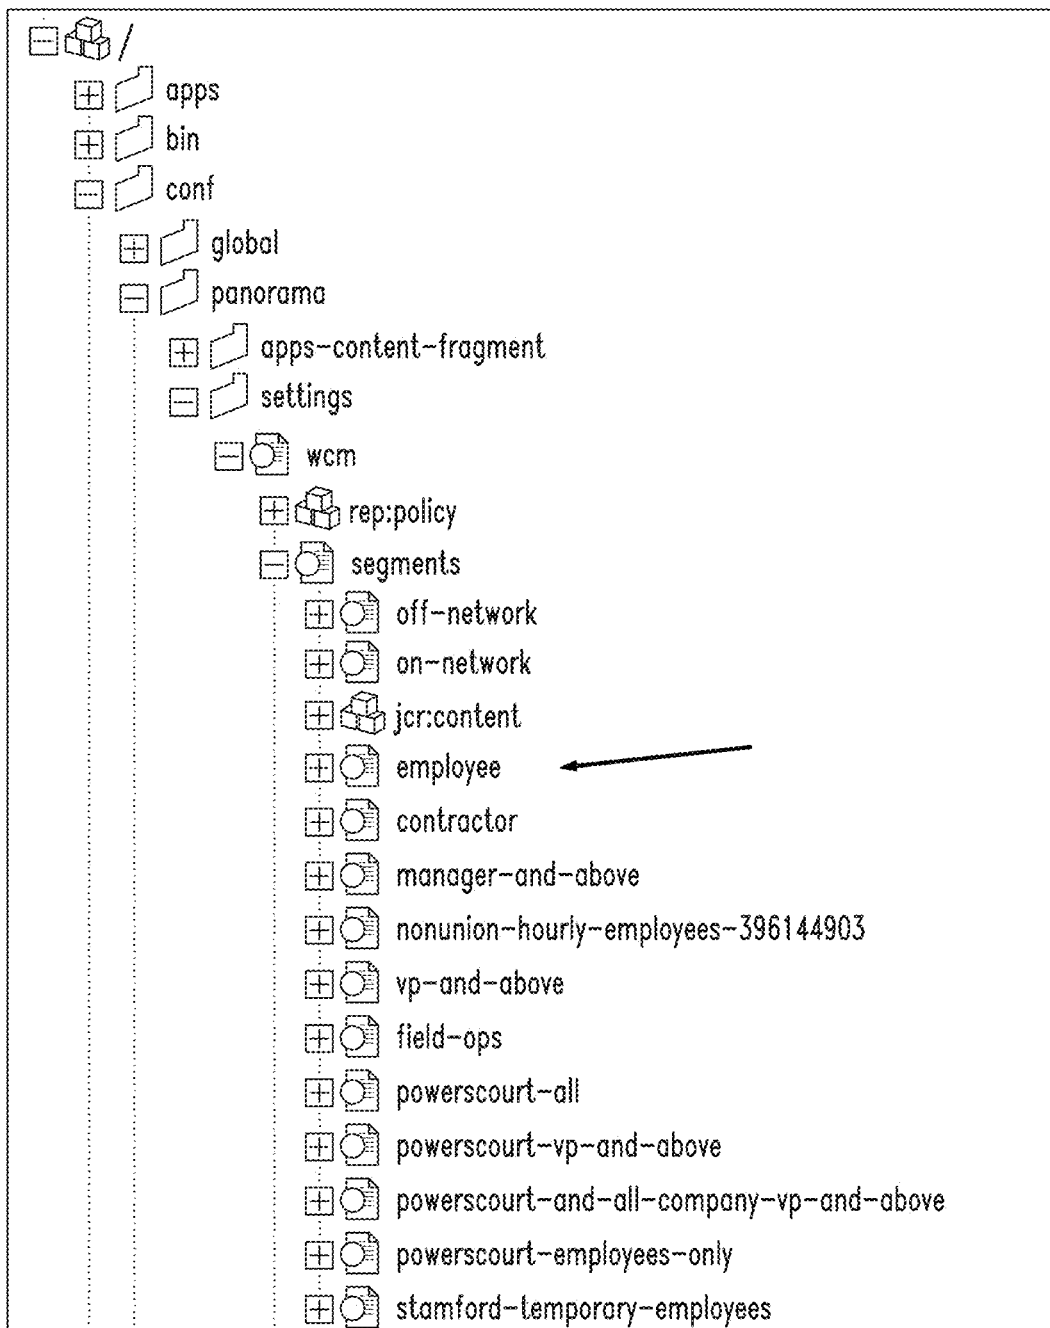 /
apps
bin
conf
global
panorama
apps-content-fragment
settings
wcm
rep:policy
segments
off-network
on-network
jcr:content
employee
contractor
manager-and-above
nonunion-hourly-employees-396144903
vp-and-above
field-ops
powerscourt-all
powerscourt-vp-and-above
powerscourt-and-all-company-vp-and-above
powerscourt-employees-only
stamford-temporary-employees